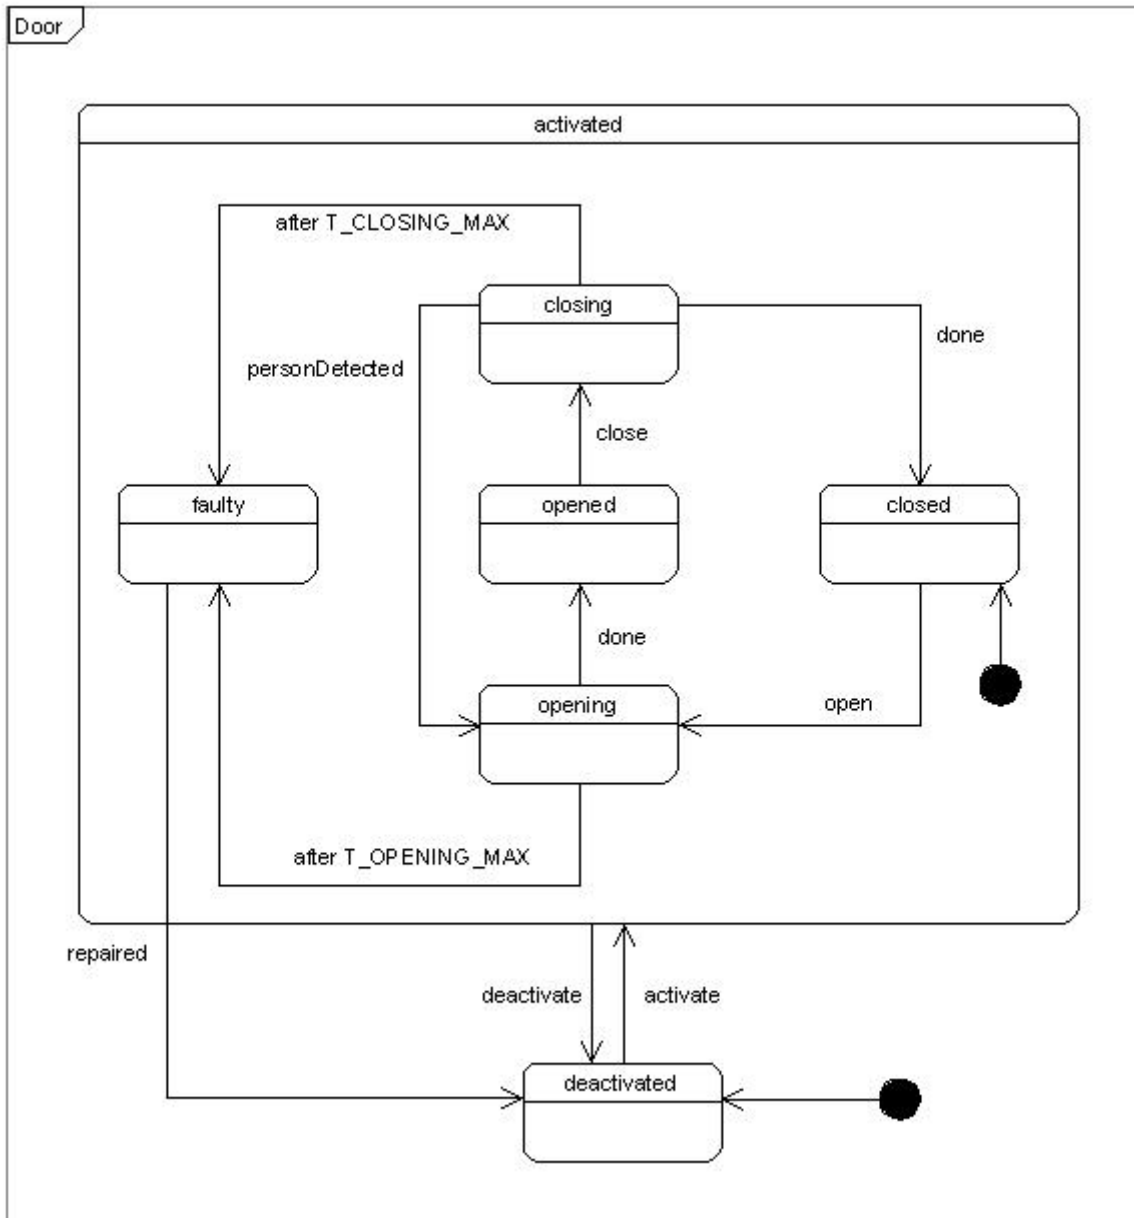 Door
activated
after T_CLOSING_MAX
closing
done
personDetected
close
faulty
opened
closed
done
opening
open
after T_OPENING_MAX
repaired
deactivate
activate
deactivated